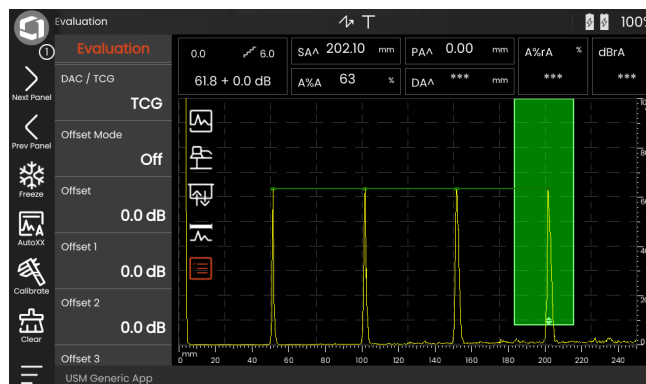 Evaluation
100%
1
Evaluation
0.0
6.0
SA^ 202.10 mm
PA^ 0.00 mm
A%rA %
dBrA
61.8 + 0.0 dB
A%A 63 %
DA^ *** mm
***
***
Next Panel
Prev Panel
Freeze
AutoXX
Calibrate
Clear
DAC / TCG
TCG
Offset Mode
Off
Offset
0.0 dB
Offset 1
0.0 dB
Offset 2
0.0 dB
Offset 3
mm 20 40 60 80 100 120 140 160 180 200 220 240
USM Generic App